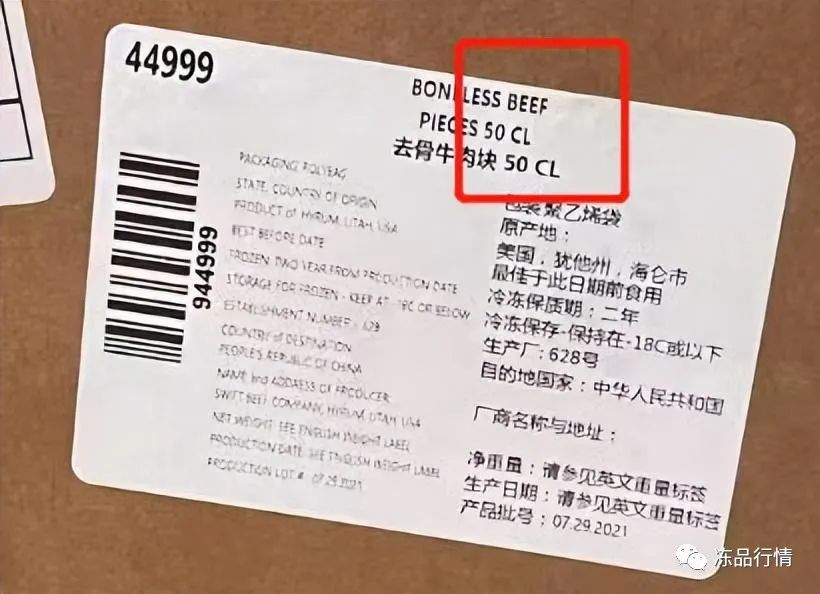 44999
BONELESS BEEF
PIECES 50 CL
去骨牛肉块 50 CL
944999
PACKAGING POLYBAG
STATE, COUNTRY OF ORIGIN
PRODUCT OF HYRUM, UTAH, USA
BEST BEFORE DATE
FROZEN: TWO YEAR FROM PRODUCTION DATE
STORAGE FOR FROZEN - KEEP AT -18C OR BELOW
ESTABLISHMENT NUMBER -
COUNTRY of DESTINATION
PEOPLE'S REPUBLIC OF CHINA
NAME and ADDRESS OF PRODUCER
SWIFT BEEF COMPANY, HYRUM, UTAH, USA
NET WEIGHT: SEE ENGLISH WEIGHT LABEL
PRODUCTION DATE: SEE ENGLISH WEIGHT LABEL
PRODUCTION LOT # 07.29.2021
包装 聚乙烯袋
原产地：
美国，犹他州，海仑市
最佳于此日期前食用
冷冻保质期：二年
冷冻保存-保持在-18C或以下
生产厂: 628号
目的地国家：中华人民共和国
厂商名称与地址：
净重量：请参见英文重量标签
生产日期：请参见英文重量标签
产品批号：07.29.2021
冻品行情